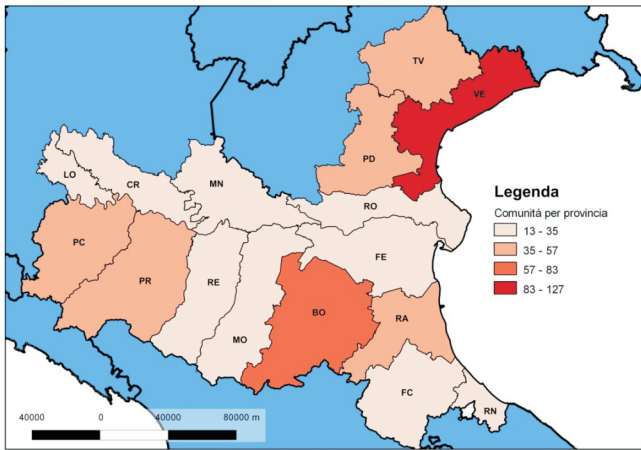 TV
VE
PD
LO
CR
MN
RO
PC
PR
RE
MO
BO
FE
RA
FC
RN
Legenda
Comunità per provincia
13 - 35
35 - 57
57 - 83
83 - 127
40000 0 40000 80000 m